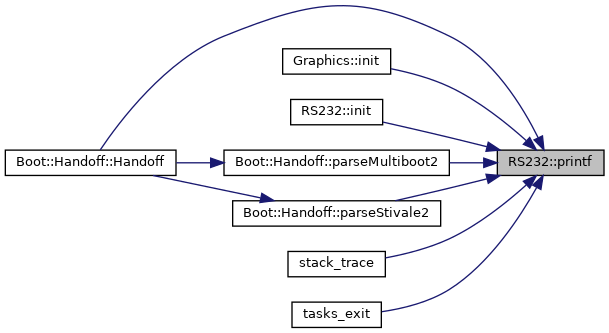 Graphics::init
RS232::init
Boot::Handoff::Handoff
Boot::Handoff::parseMultiboot2
RS232::printf
Boot::Handoff::parseStivale2
stack_trace
tasks_exit